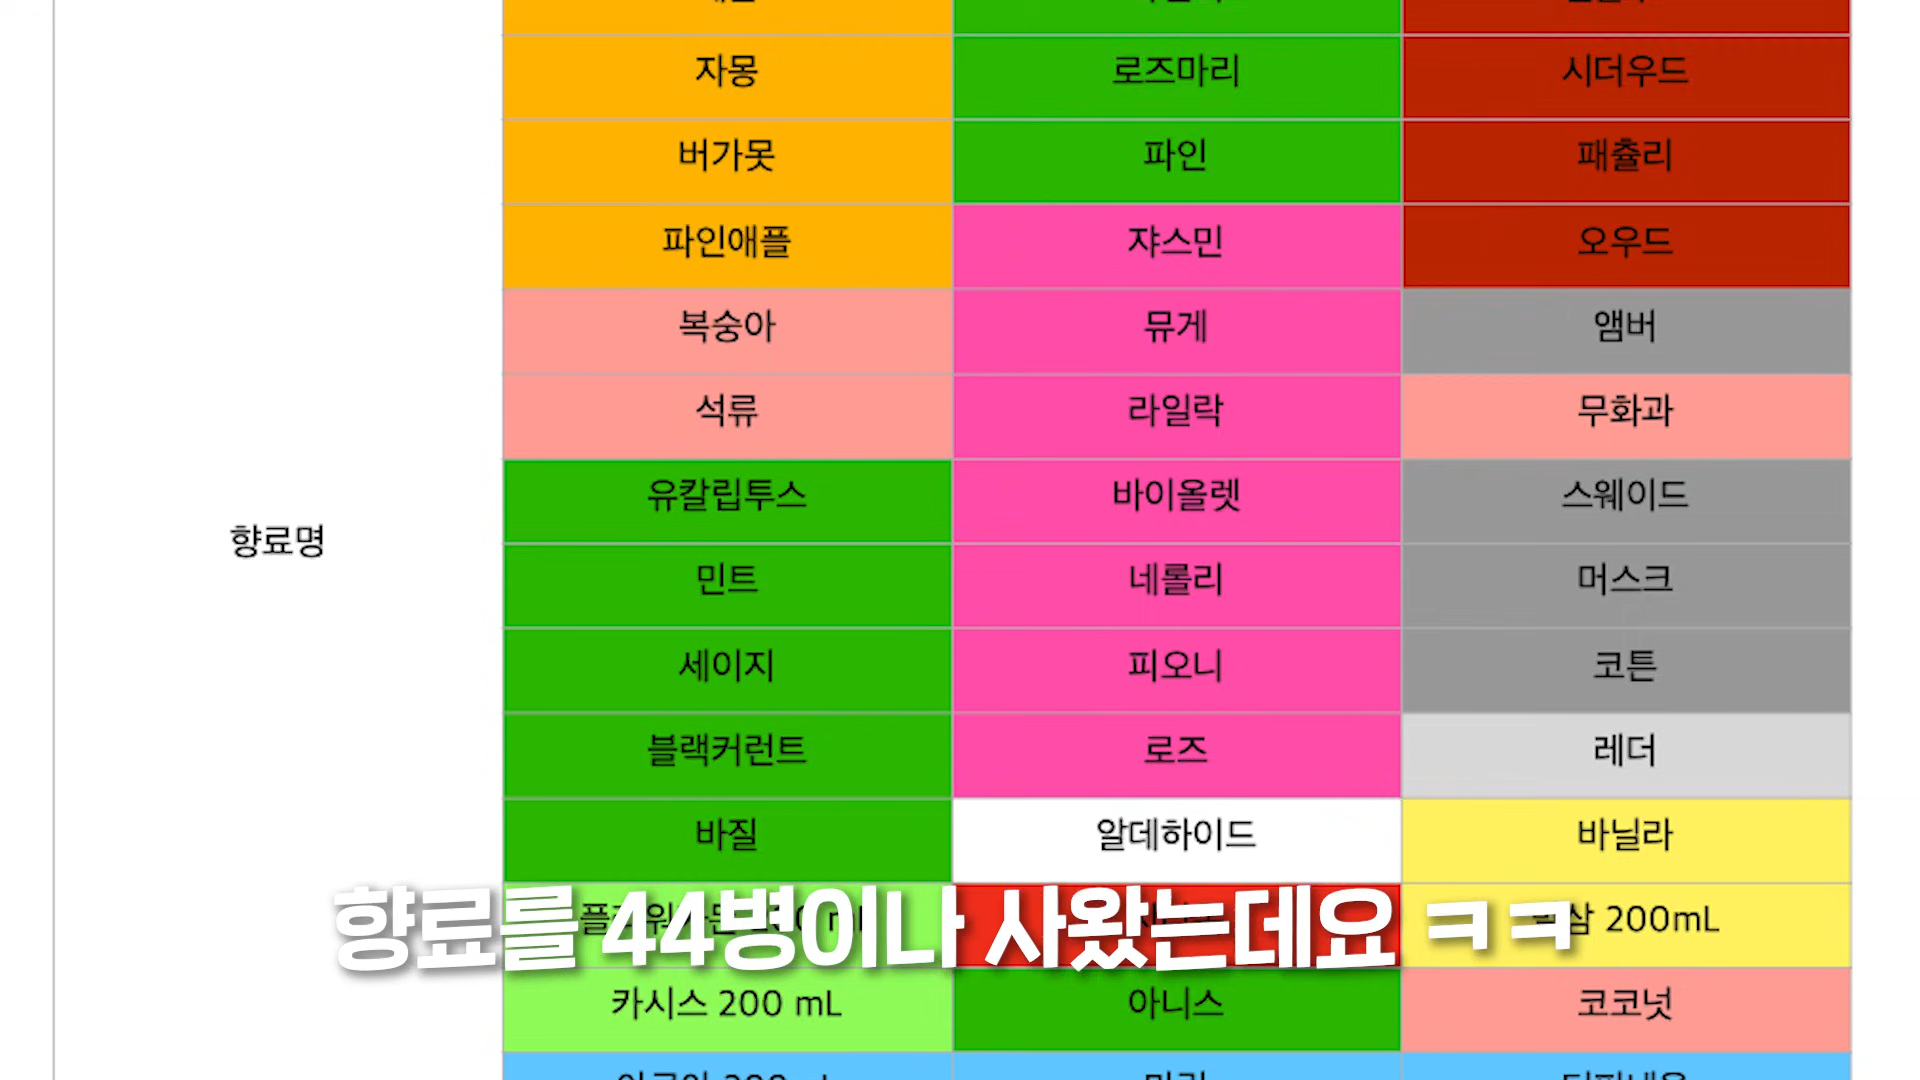 자몽 로즈마리 시더우드
버가못 파인 패츌리
파인애플 쟈스민 오우드
복숭아 뮤게 앰버
석류 라일락 무화과
유칼립투스 바이올렛 스웨이드
향료명
민트 네롤리 머스크
세이지 피오니 코튼
블랙커런트 로즈 레더
바질 알데하이드 바닐라
200mL
향료를 44병이나 사왔는데요 ㅋㅋ
카시스 200 mL 아니스 코코넛